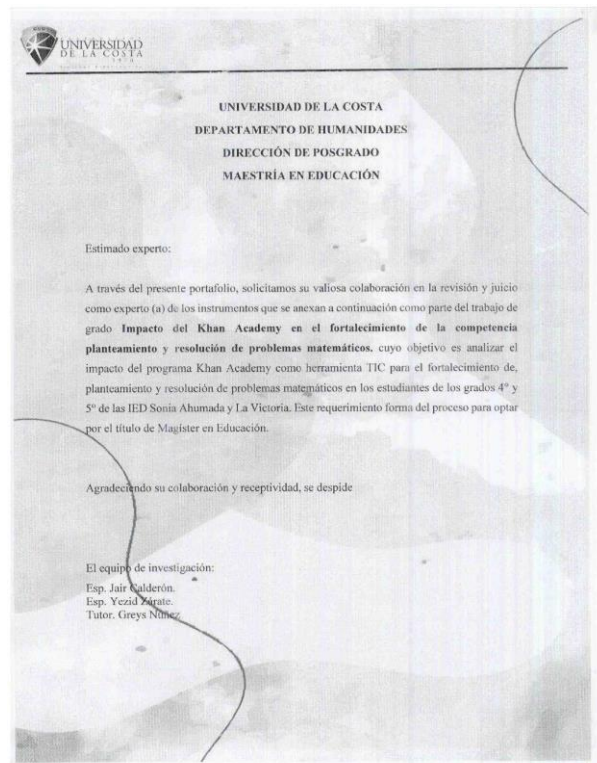 UNIVERSIDAD
DE LA COSTA
1970
UNIVERSIDAD DE LA COSTA
DEPARTAMENTO DE HUMANIDADES
DIRECCIÓN DE POSGRADO
MAESTRÍA EN EDUCACIÓN
Estimado experto:
A través del presente portafolio, solicitamos su valiosa colaboración en la revisión y juicio
como experto (a) de los instrumentos que se anexan a continuación como parte del trabajo de
grado Impacto del Khan Academy en el fortalecimiento de la competencia
planteamiento y resolución de problemas matemáticos, cuyo objetivo es analizar el
impacto del programa Khan Academy como herramienta TIC para el fortalecimiento de,
planteamiento y resolución de problemas matemáticos en los estudiantes de los grados 4° y
5° de las IED Sonia Ahumada y La Victoria. Este requerimiento forma del proceso para optar
por el título de Magister en Educación.
Agradeciendo su colaboración y receptividad, se despide
El equipo de investigación:
Esp. Jair Calderón.
Esp. Yezid Zárate.
Tutor. Greys Núñez